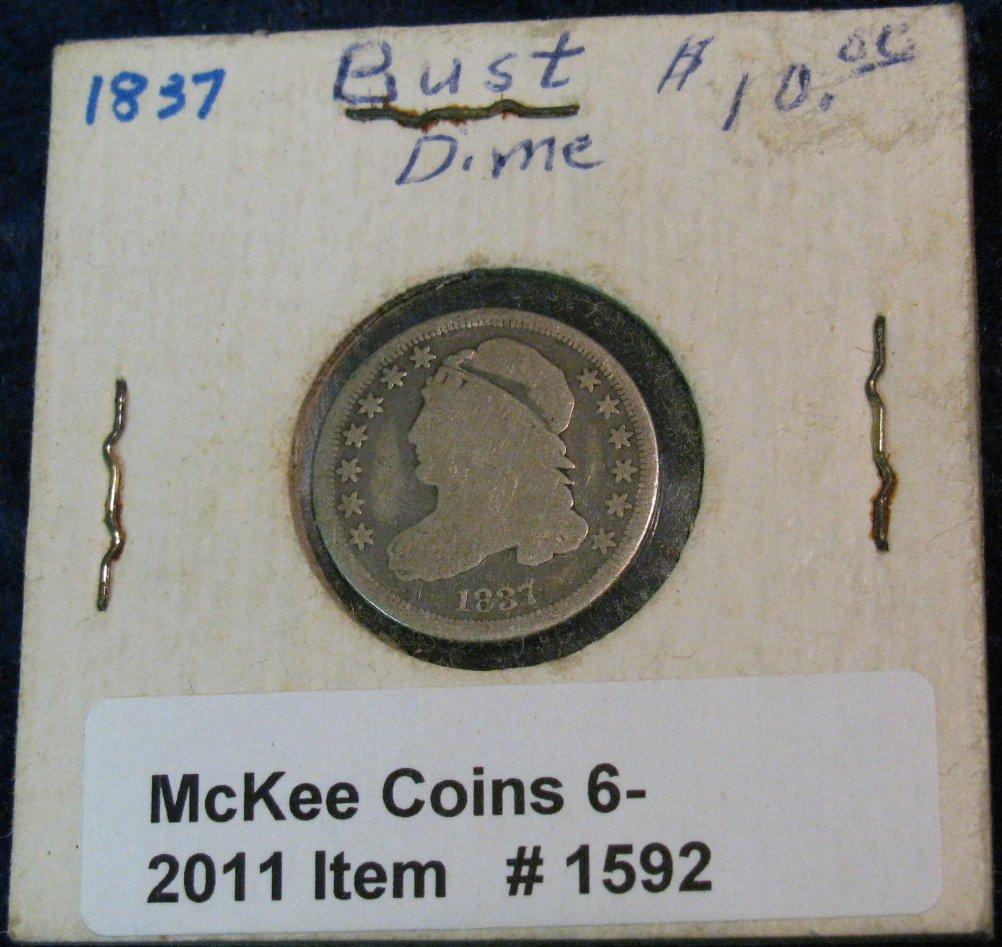 1837 Bust $10.00
Dime
1837
McKee Coins 6-
2011 Item # 1592